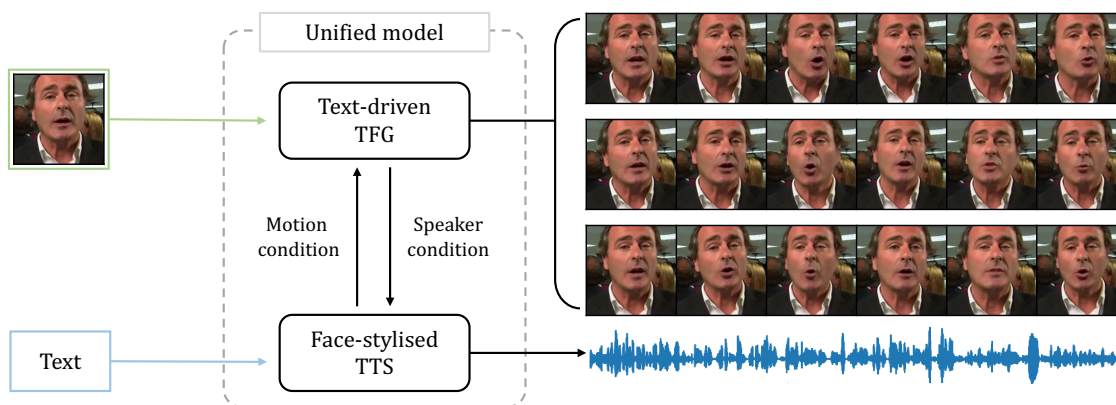 Unified model
Text-driven
TFG
Motion
condition
Speaker
condition
Text
Face-stylised
TTS